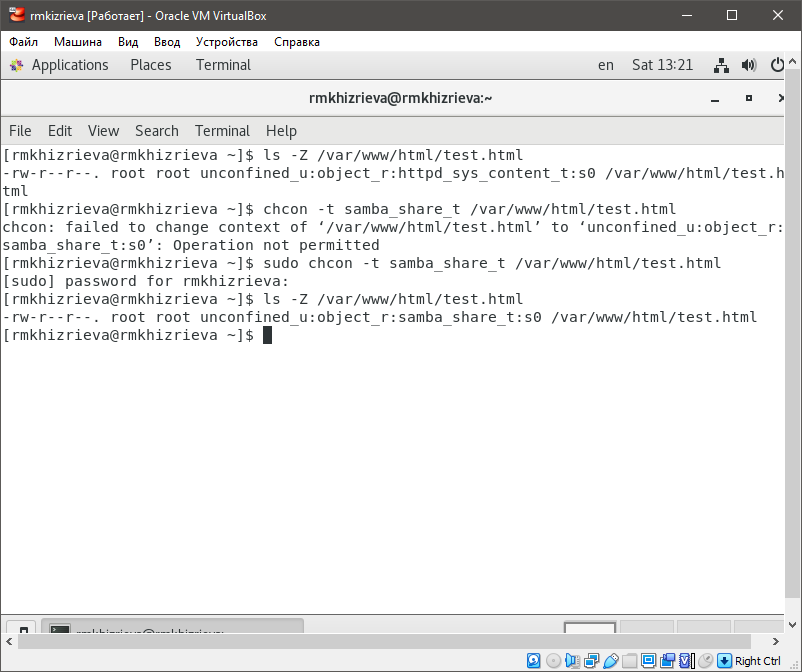 rmkizrieva [Работает] - Oracle VM VirtualBox
Файл Машина Вид Ввод Устройства Справка
Applications Places Terminal en Sat 13:21
rmkhizrieva@rmkhizrieva:~
File Edit View Search Terminal Help
[rmkhizrieva@rmkhizrieva ~]$ ls -Z /var/www/html/test.html
-rw-r--r--. root root unconfined_u:object_r:httpd_sys_content_t:s0 /var/www/html/test.h
tml
[rmkhizrieva@rmkhizrieva ~]$ chcon -t samba_share_t /var/www/html/test.html
chcon: failed to change context of ‘/var/www/html/test.html’ to ‘unconfined_u:object_r:
samba_share_t:s0’: Operation not permitted
[rmkhizrieva@rmkhizrieva ~]$ sudo chcon -t samba_share_t /var/www/html/test.html
[sudo] password for rmkhizrieva:
[rmkhizrieva@rmkhizrieva ~]$ ls -Z /var/www/html/test.html
-rw-r--r--. root root unconfined_u:object_r:samba_share_t:s0 /var/www/html/test.html
[rmkhizrieva@rmkhizrieva ~]$
rmkhizrieva@rmkhizrieva:
Right Ctrl